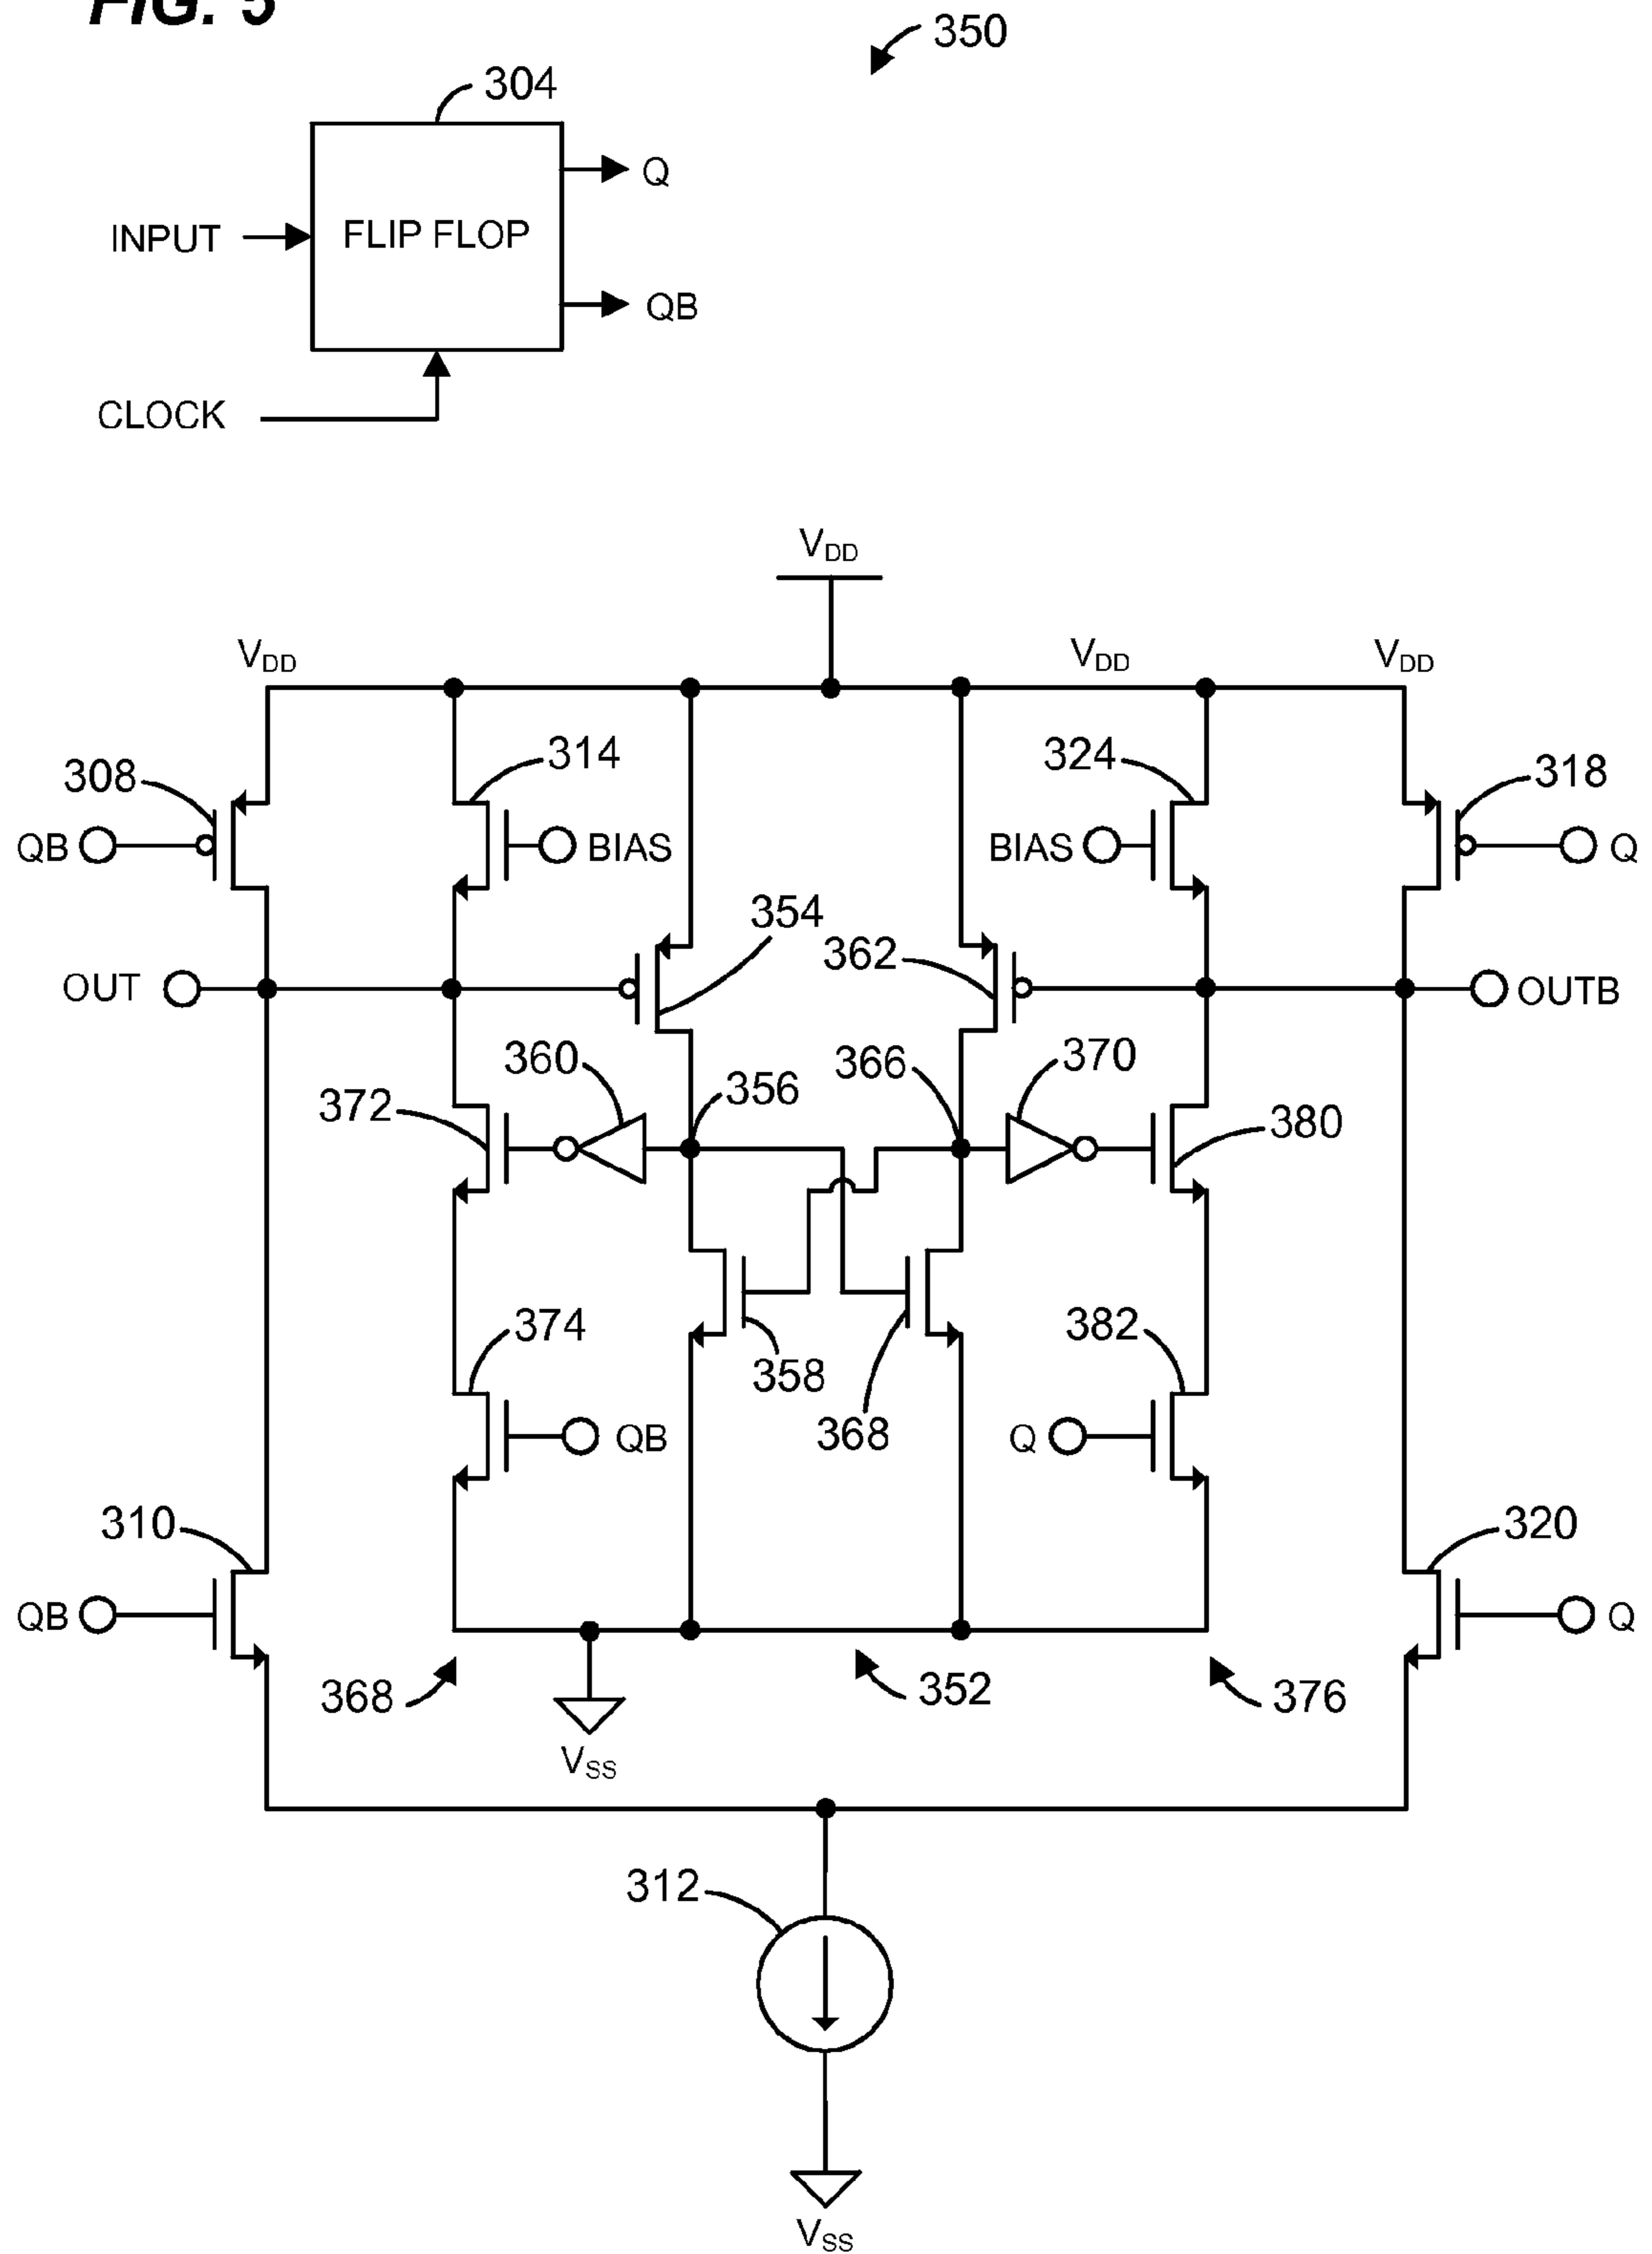 FIG. 5
350
304
FLIP FLOP
Q
INPUT
QB
CLOCK
VDD
VDD
VDD
VDD
308
314
324
318
QB
BIAS
BIAS
Q
354
362
OUT
OUTB
360
356
366
370
372
380
374
358
368
382
QB
Q
310
320
QB
Q
368
352
376
VSS
312
VSS